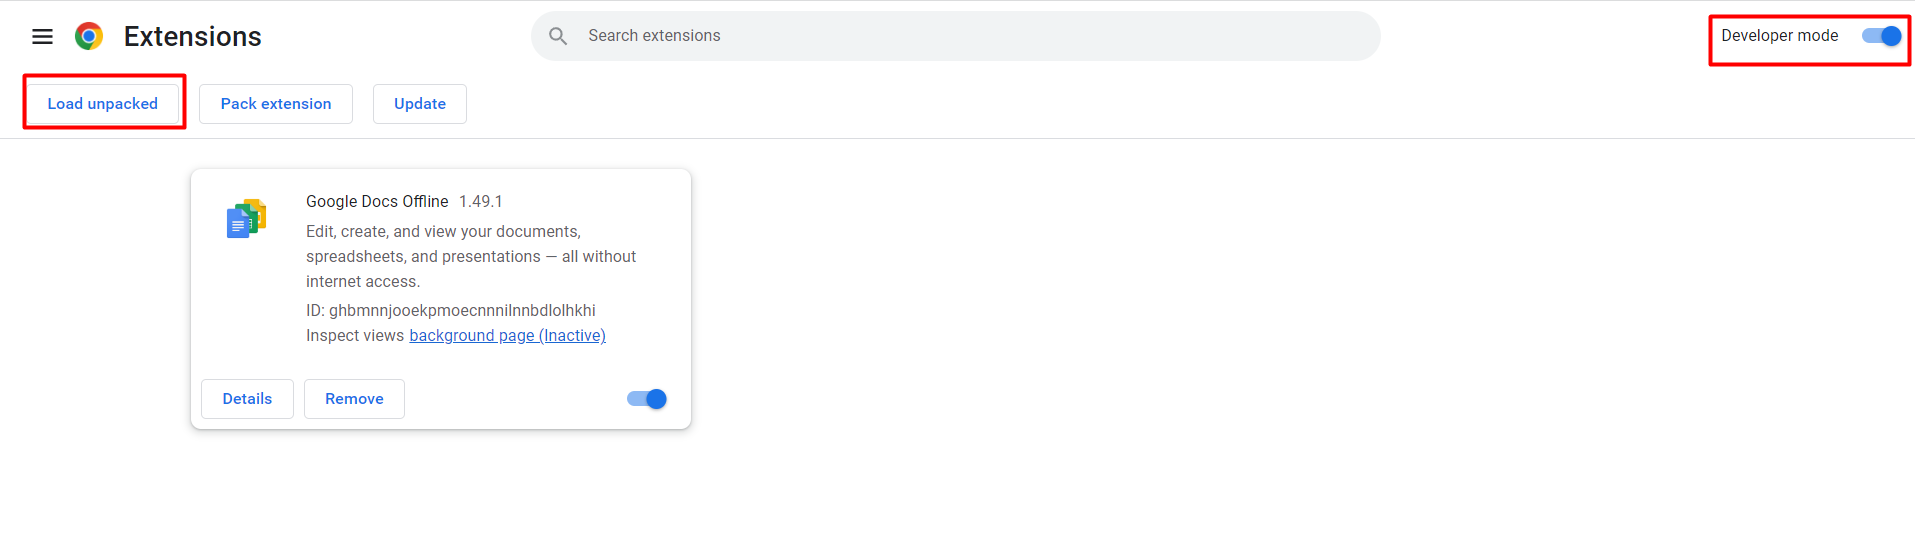 Extensions
Search extensions
Developer mode
Load unpacked
Pack extension
Update
Google Docs Offline 1.49.1
Edit, create, and view your documents,
spreadsheets, and presentations — all without
internet access.
ID: ghbmnnjooekpmoecnnnilnnbdlolhkhi
Inspect views background page (Inactive)
Details
Remove